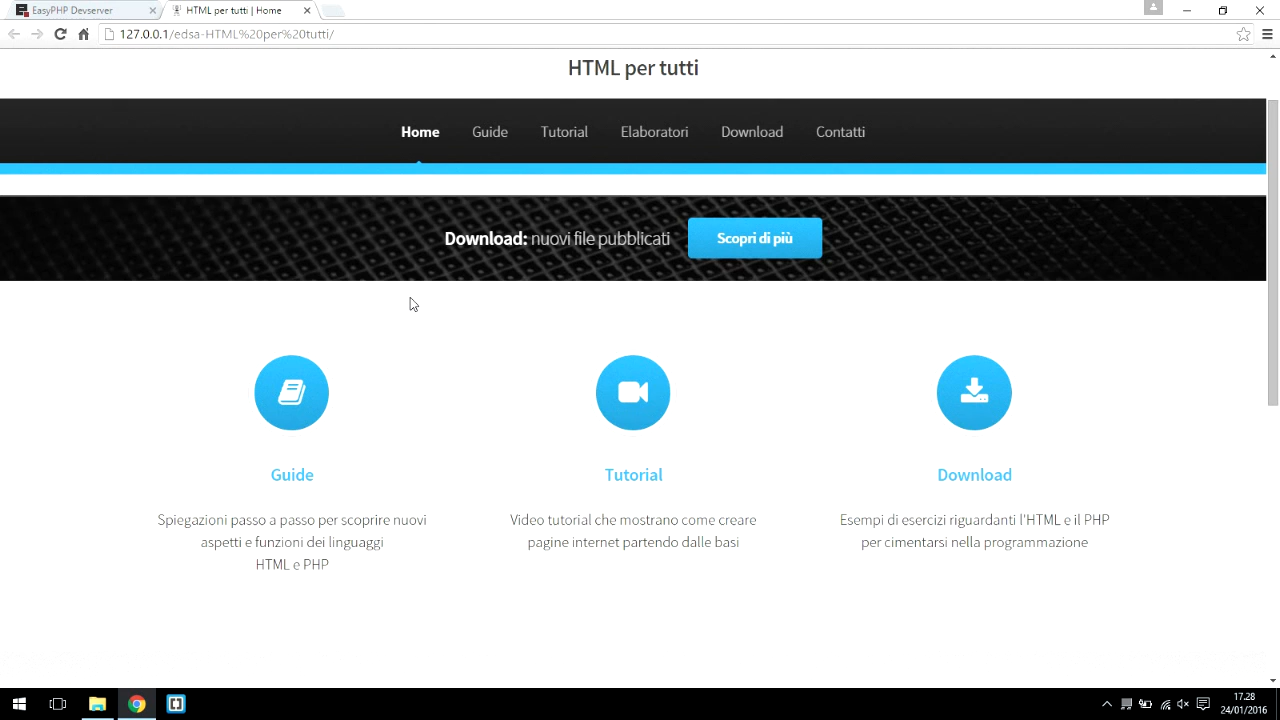 EasyPHP Devserver
HTML per tutti | Home
127.0.0.1/edsa-HTML%20per%20tutti/
HTML per tutti
Home Guide Tutorial Elaboratori Download Contatti
Download: nuovi file pubblicati Scopri di più
Guide Tutorial Download
Spiegazioni passo a passo per scoprire nuovi
aspetti e funzioni dei linguaggi
HTML e PHP
Video tutorial che mostrano come creare
pagine internet partendo dalle basi
Esempi di esercizi riguardanti l'HTML e il PHP
per cimentarsi nella programmazione
17.28
24/01/2016